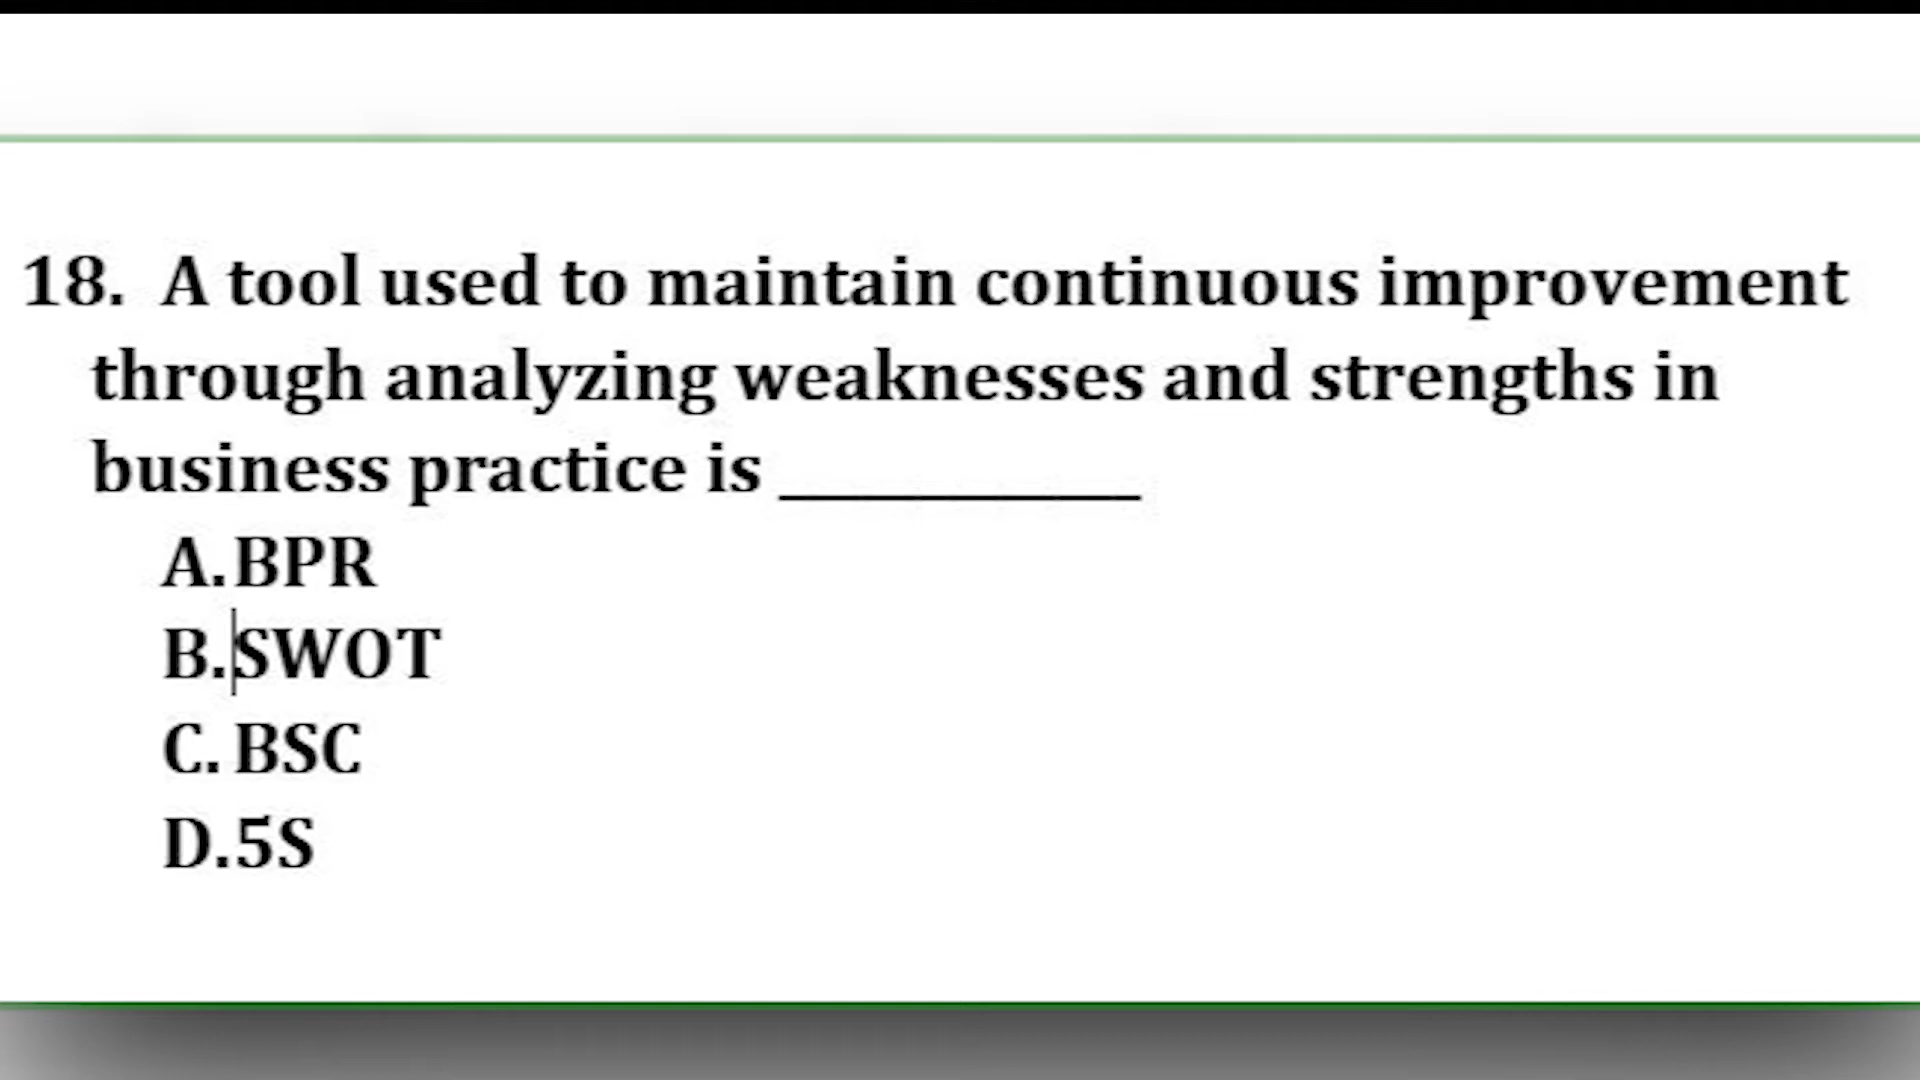 18. A tool used to maintain continuous improvement
through analyzing weaknesses and strengths in
business practice is ___________
A. BPR
B. SWOT
C. BSC
D. 5S